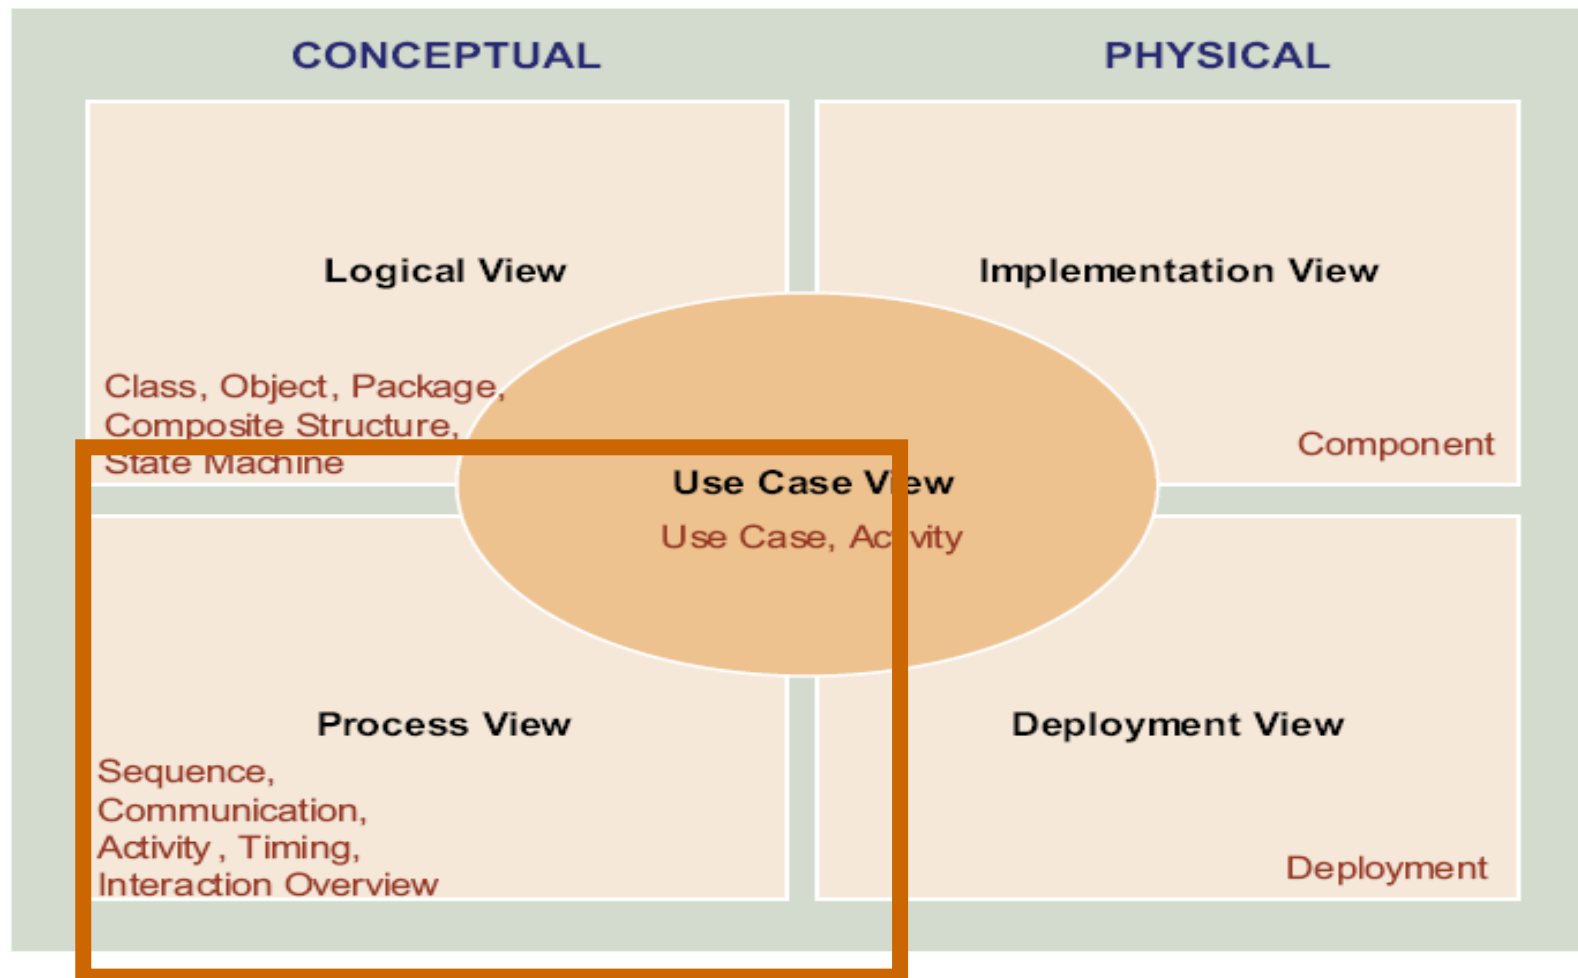 CONCEPTUAL
PHYSICAL
Logical View
Implementation View
Class, Object, Package,
Composite Structure,
State Machine
Component
Use Case View
Use Case, Activity
Process View
Deployment View
Sequence,
Communication,
Activity, Timing,
Interaction Overview
Deployment